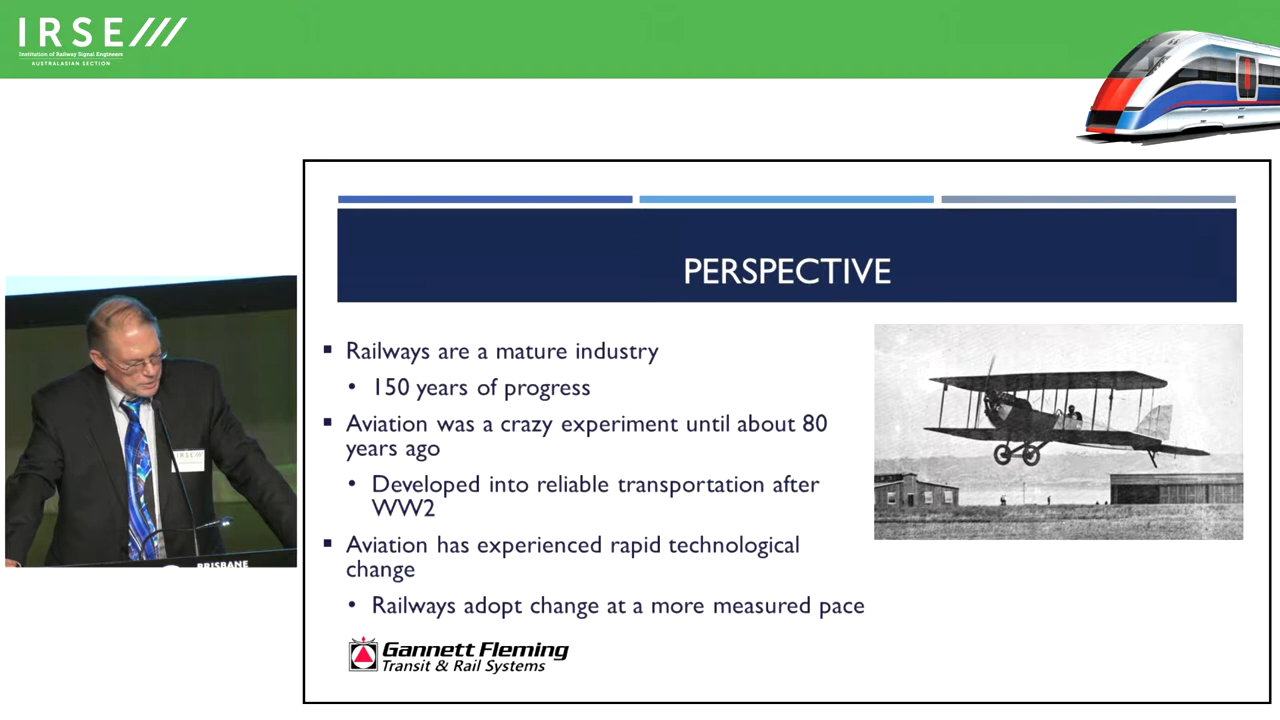 IRSE///
Institution of Railway Signal Engineers
AUSTRALASIAN SECTION
PERSPECTIVE
▪ Railways are a mature industry
• 150 years of progress
▪ Aviation was a crazy experiment until about 80
years ago
• Developed into reliable transportation after
WW2
▪ Aviation has experienced rapid technological
change
• Railways adopt change at a more measured pace
Gannett Fleming
Transit & Rail Systems
IRSE
BRISBANE